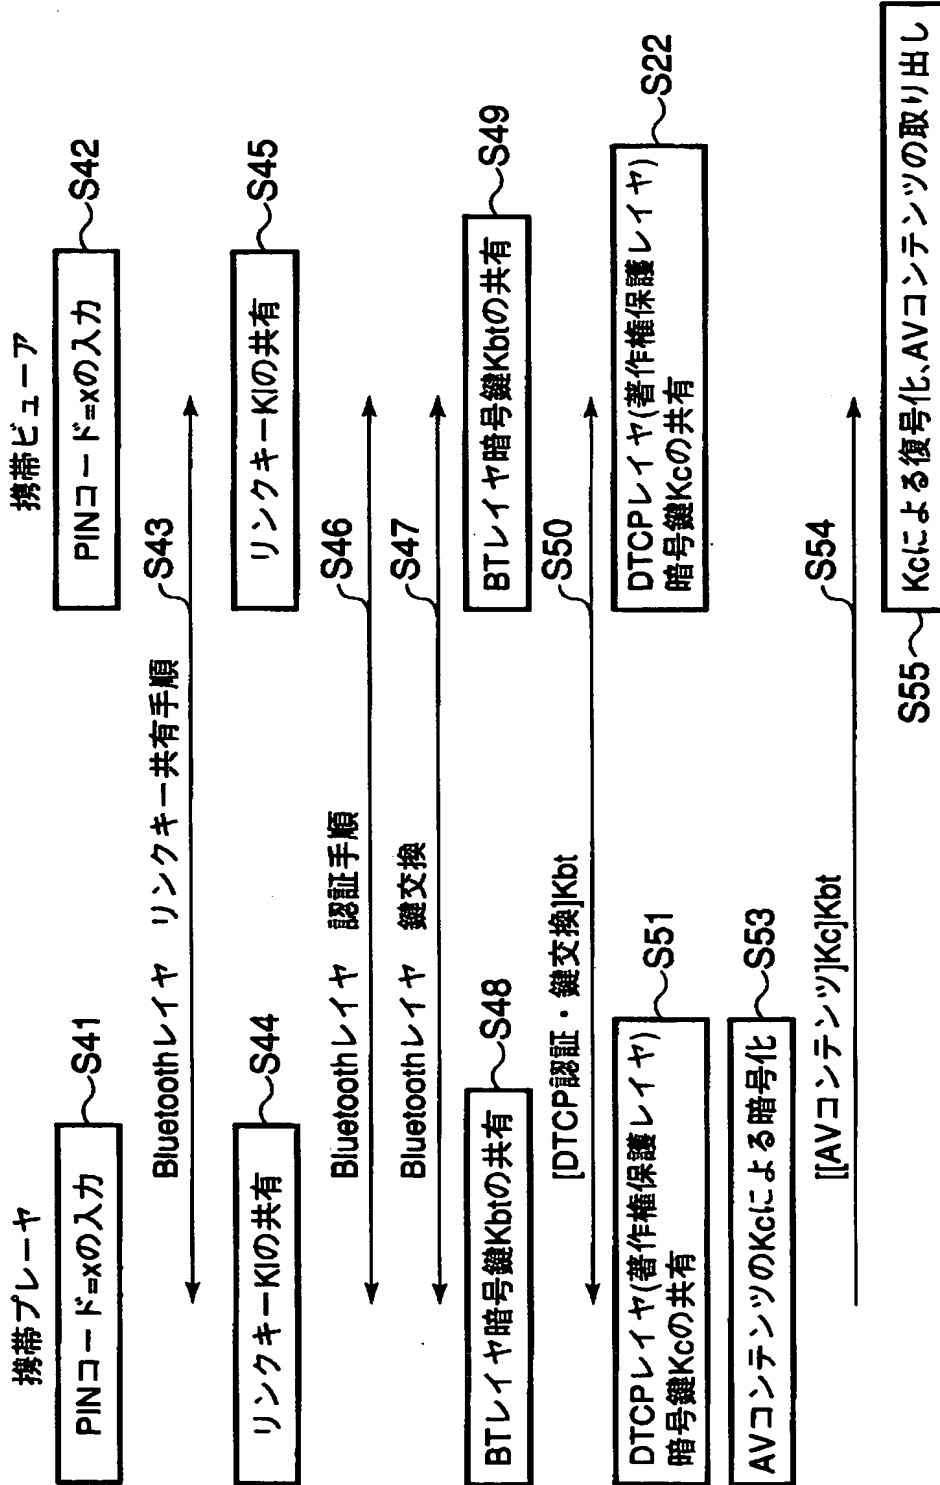 携帯プレーヤ
携帯ビューア
PINコード=xの入力
S41
PINコード=xの入力
S42
Bluetoothレイヤ リンクキー共有手順
S43
リンクキーKlの共有
S44
リンクキーKlの共有
S45
Bluetoothレイヤ 認証手順
S46
Bluetoothレイヤ 鍵交換
S47
BTレイヤ暗号鍵Kbtの共有
S48
BTレイヤ暗号鍵Kbtの共有
S49
[DTCP認証・鍵交換]Kbt
S50
DTCPレイヤ(著作権保護レイヤ)
暗号鍵Kcの共有
S51
DTCPレイヤ(著作権保護レイヤ)
暗号鍵Kcの共有
S22
AVコンテンツのKcによる暗号化
S53
[[AVコンテンツ]Kc]Kbt
S54
S55
Kcによる復号化、AVコンテンツの取り出し